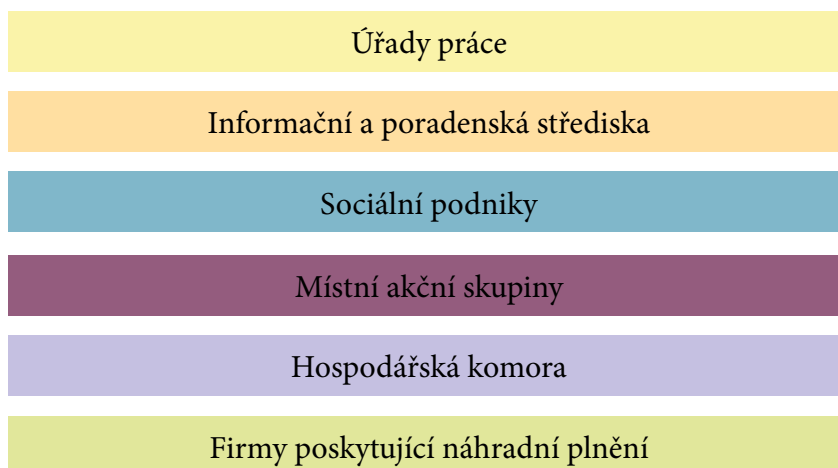 Úřady práce
Informační a poradenská střediska
Sociální podniky
Místní akční skupiny
Hospodářská komora
Firmy poskytující náhradní plnění